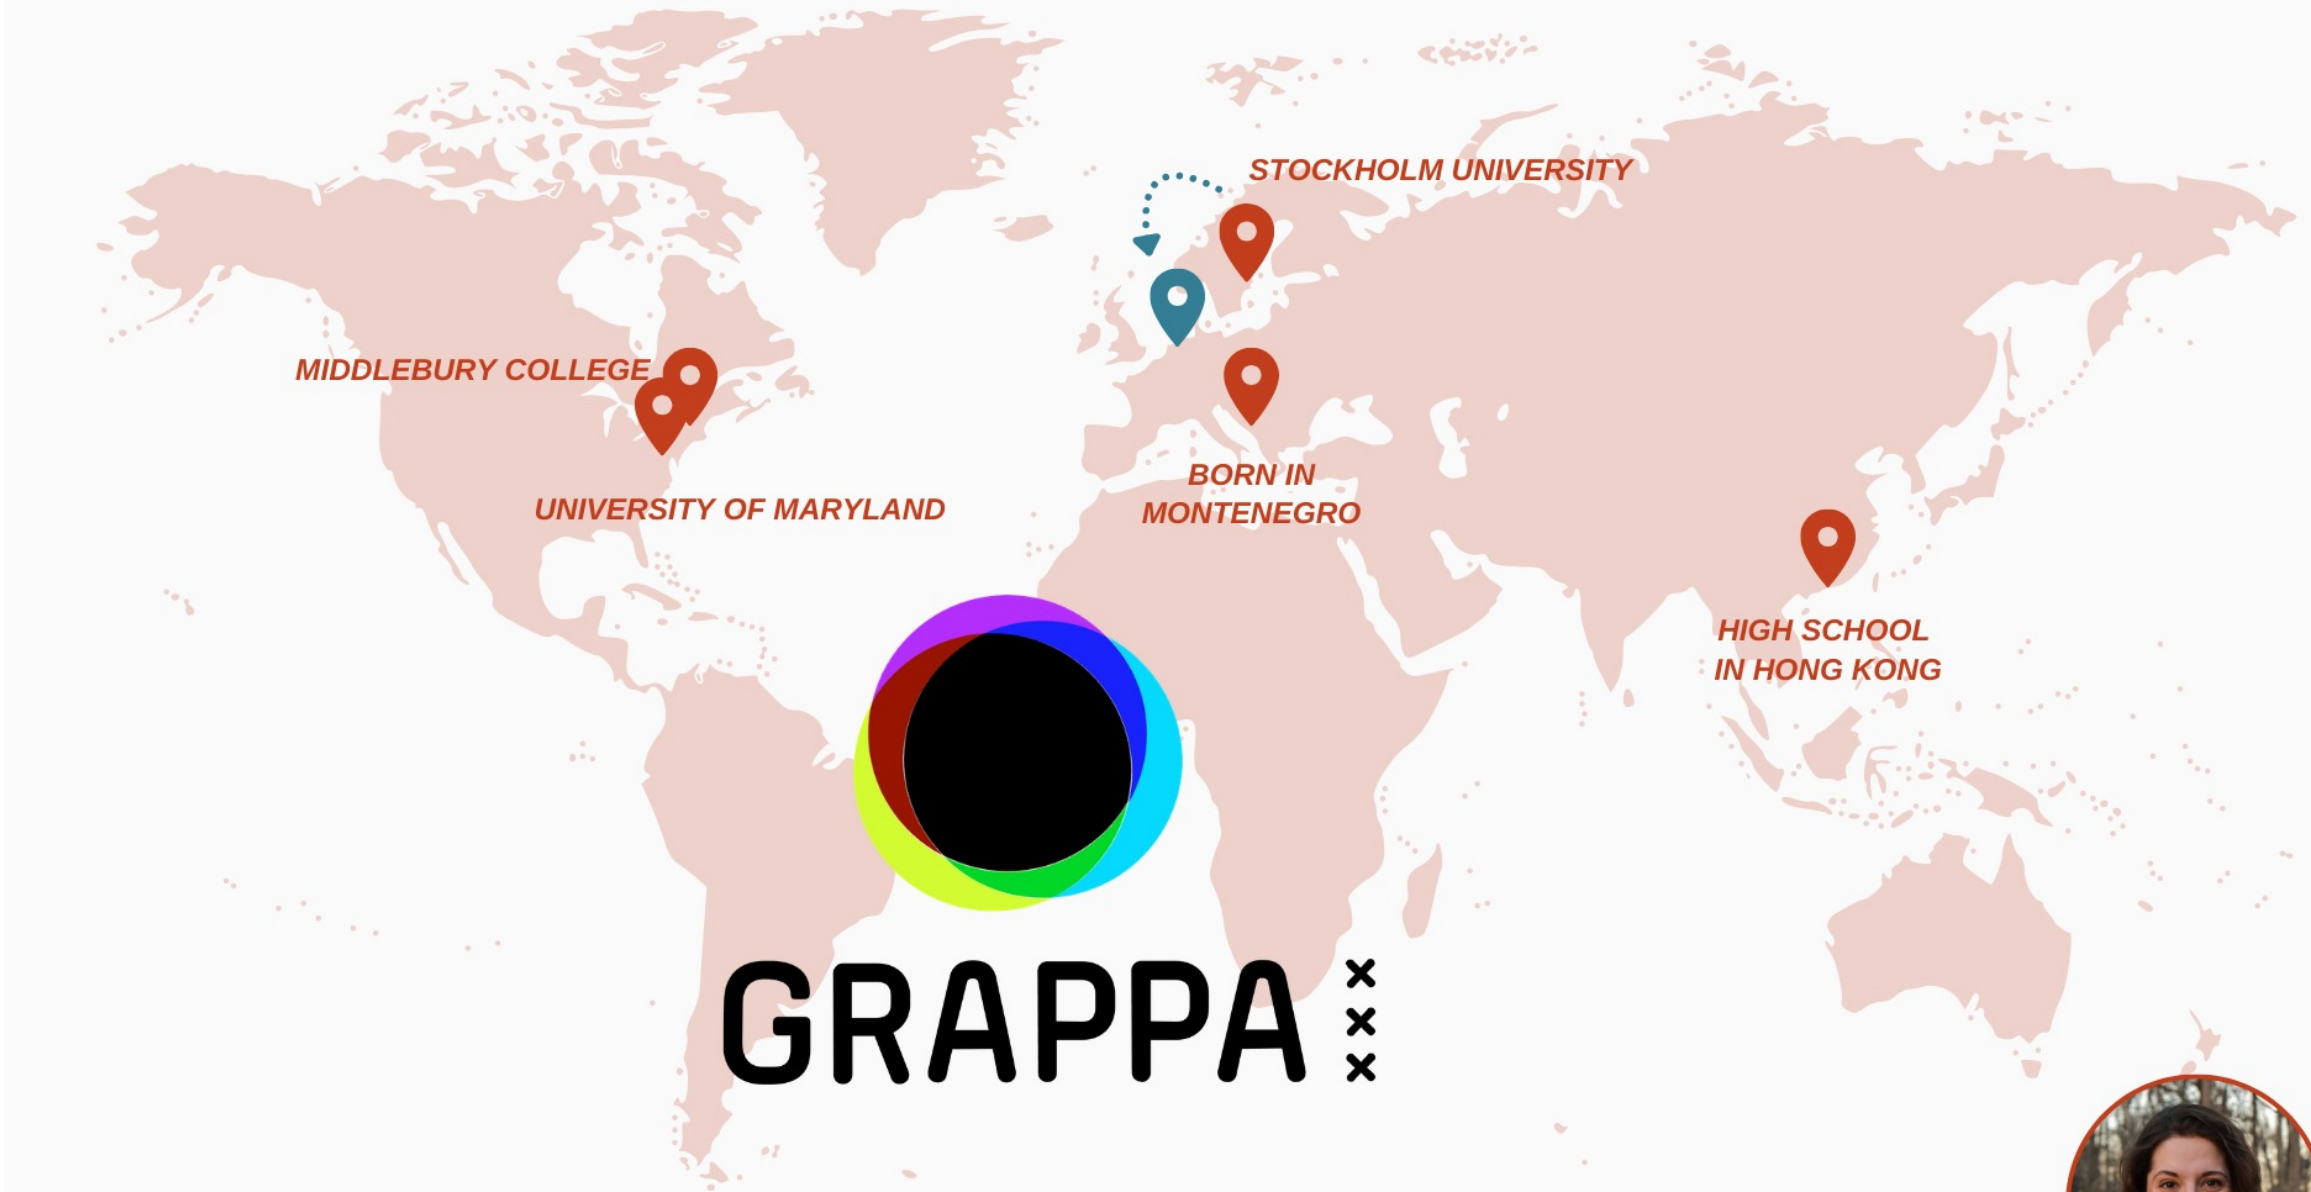 STOCKHOLM UNIVERSITY
MIDDLEBURY COLLEGE
BORN IN
MONTENEGRO
UNIVERSITY OF MARYLAND
HIGH SCHOOL
IN HONG KONG
GRAPPA